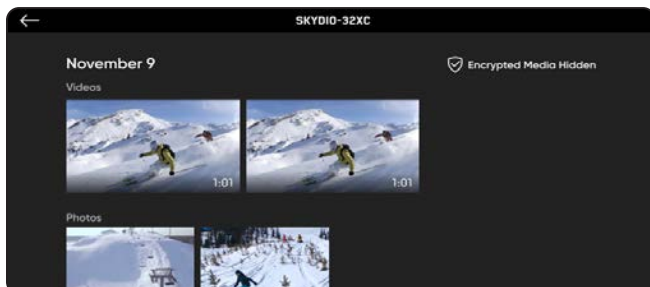 SKYDIO-32XC
November 9
Encrypted Media Hidden
Videos
1:01
1:01
Photos